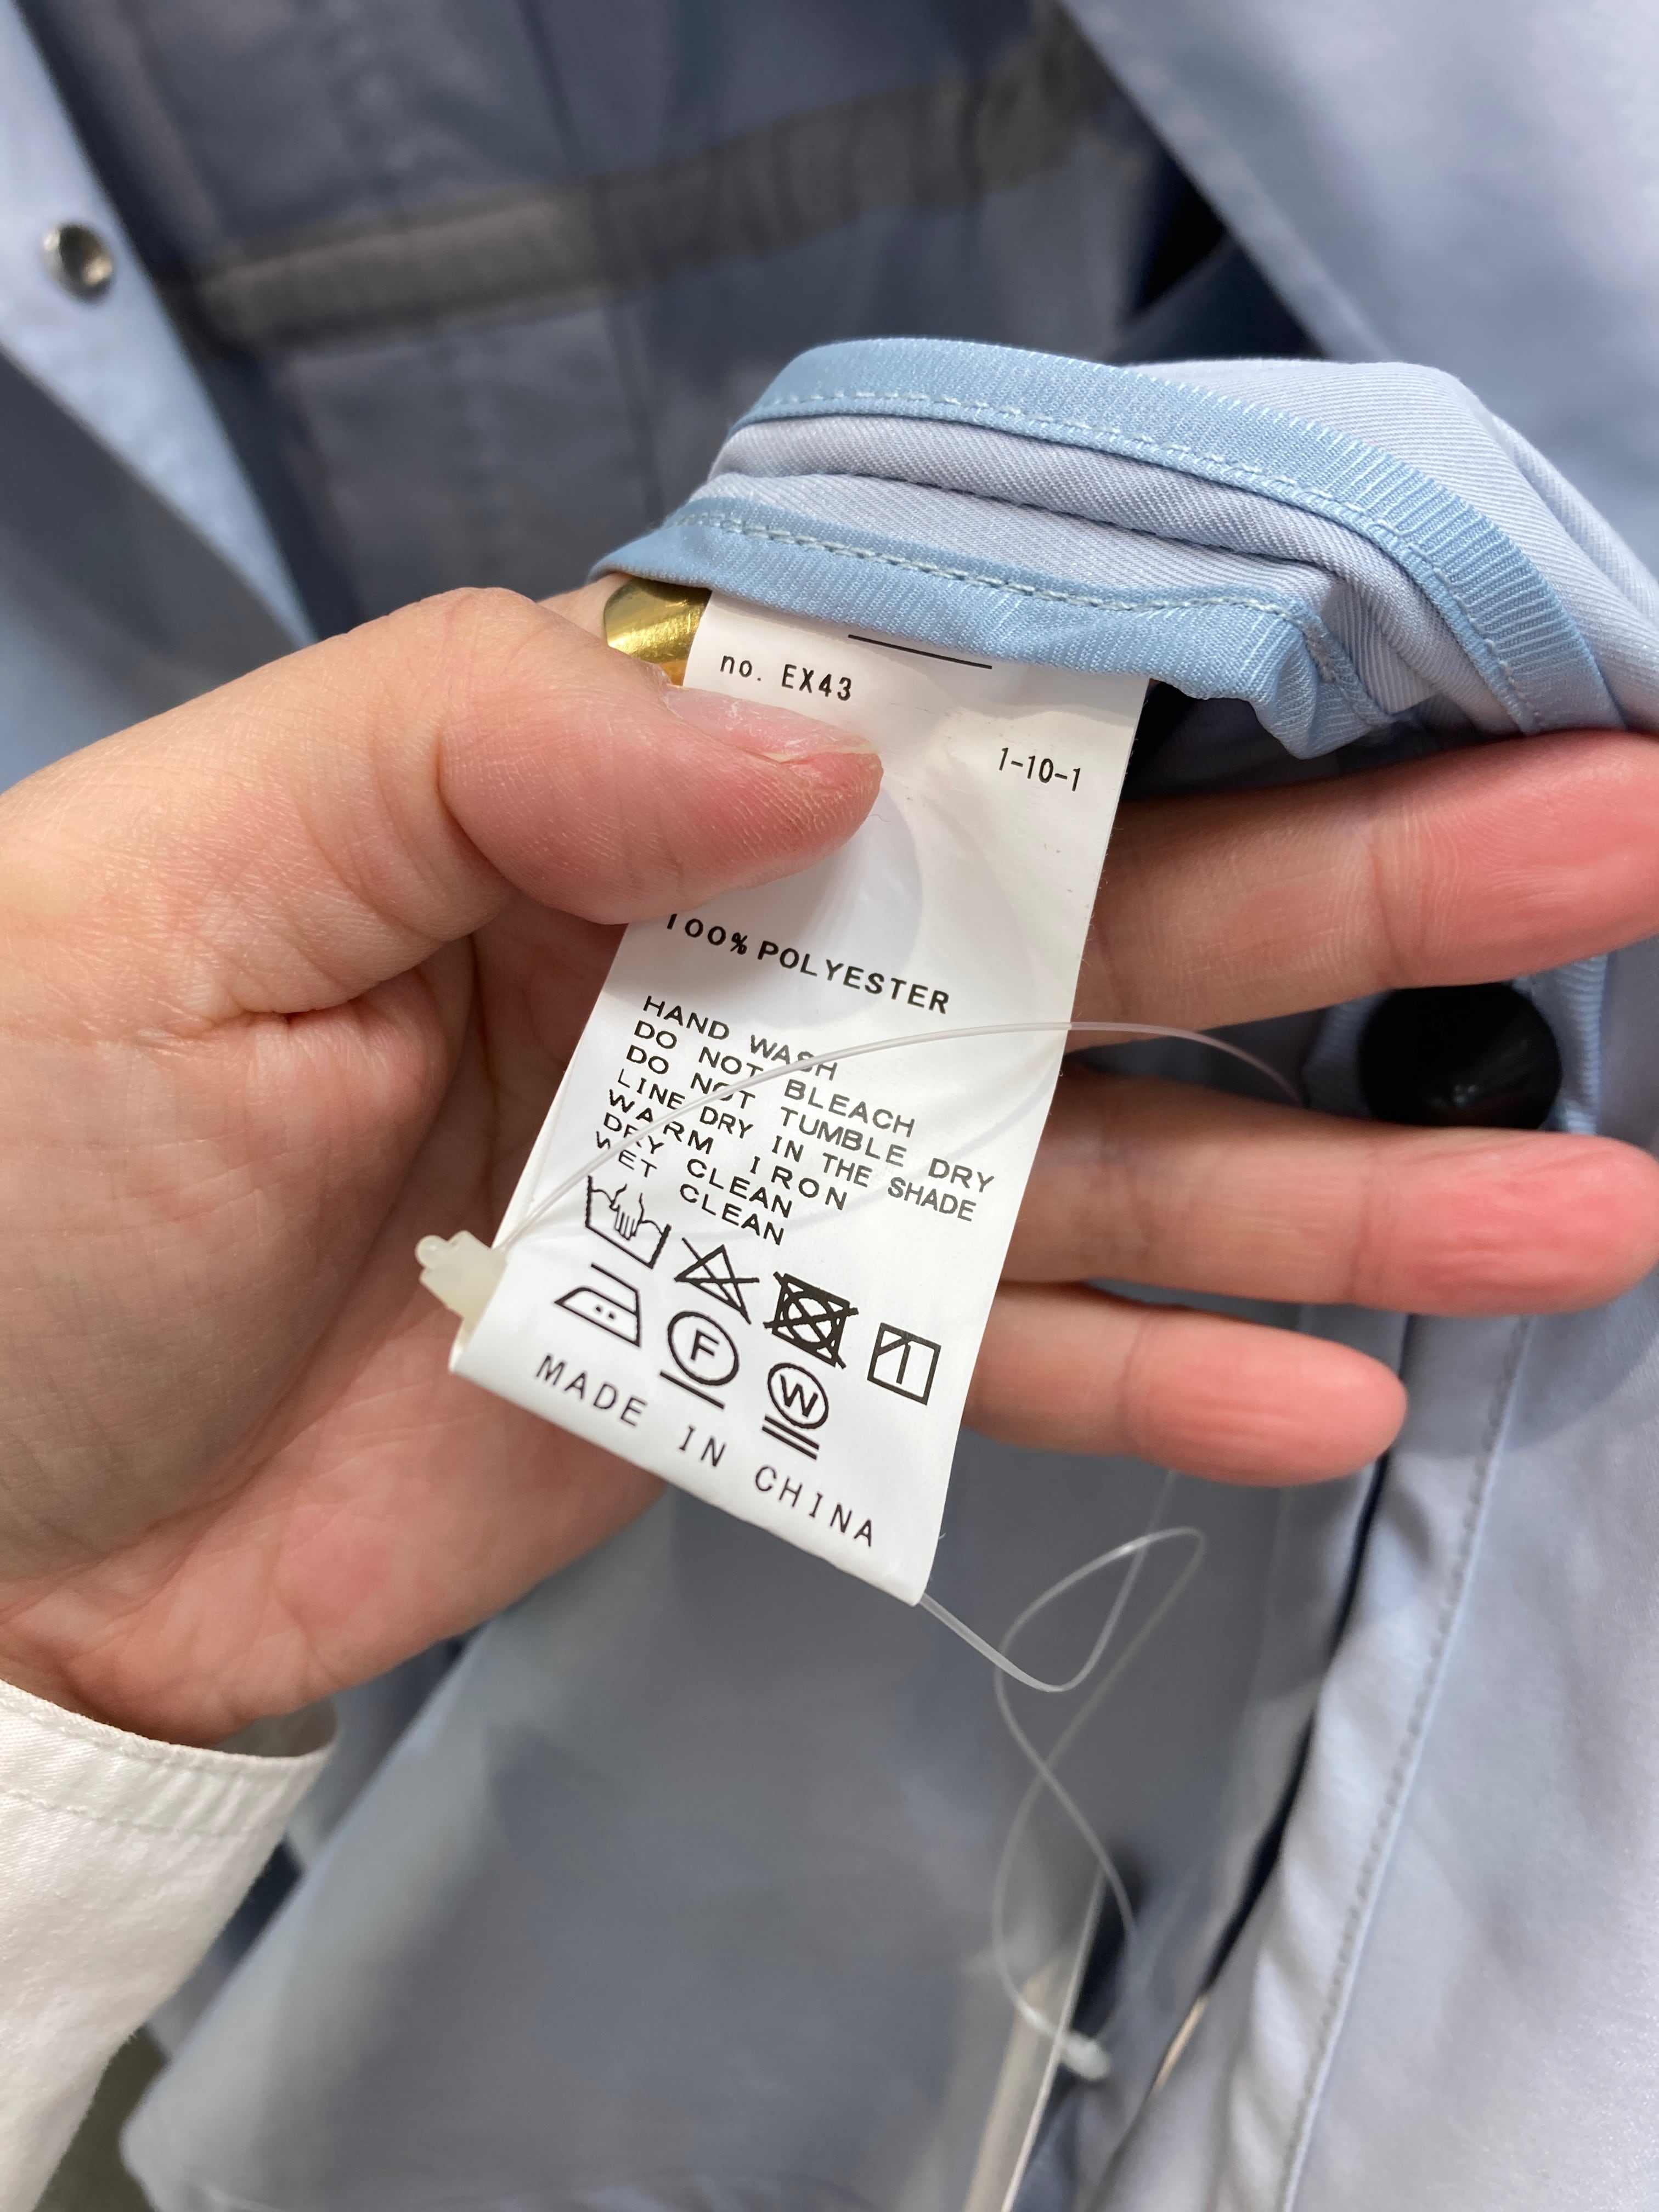 no. EX43
1-10-1
100% POLYESTER
HAND WASH
DO NOT BLEACH
DO NOT TUMBLE DRY
LINE DRY IN THE SHADE
WARM IRON
DRY CLEAN
WET CLEAN
F
W
MADE IN CHINA